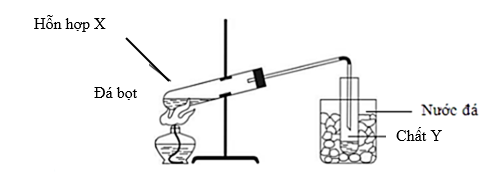 Hỗn hợp X
Đá bọt
Nước đá
Chất Y